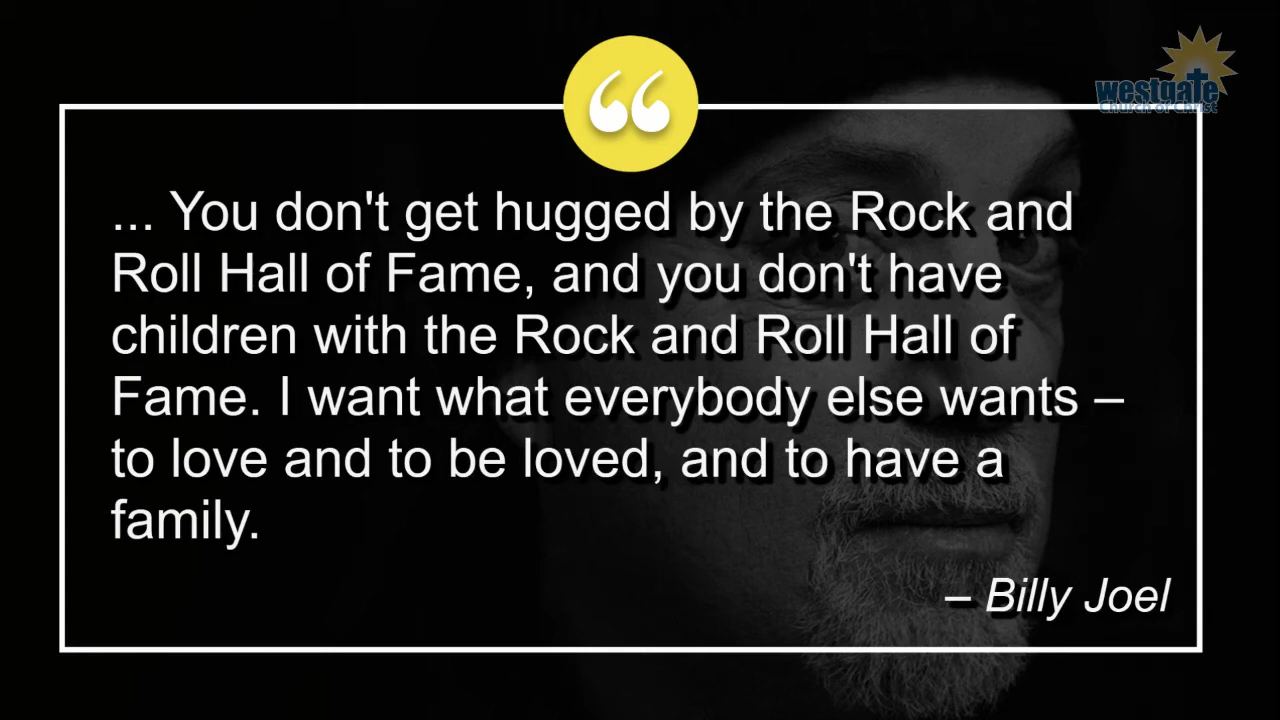 westgate
Church of Christ
... You don't get hugged by the Rock and
Roll Hall of Fame, and you don't have
children with the Rock and Roll Hall of
Fame. I want what everybody else wants –
to love and to be loved, and to have a
family.
– Billy Joel